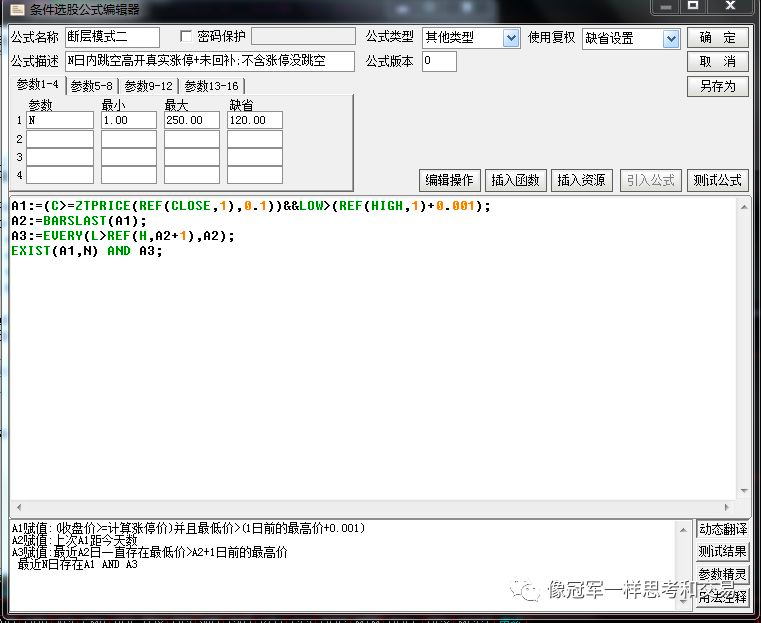 条件选股公式编辑器
公式名称 断层模式二 密码保护 公式类型 其他类型 使用复权 缺省设置 确 定
公式描述 N日内跳空高开真实涨停+未回补;不含涨停没跳空 公式版本 0 取 消
另存为
参数1-4 参数5-8 参数9-12 参数13-16
参数 最小 最大 缺省
1 N 1.00 250.00 120.00
2
3
4
编辑操作 插入函数 插入资源 引入公式 测试公式
A1:=(C>=ZTPRICE(REF(CLOSE,1),0.1))&&LOW>(REF(HIGH,1)+0.001);
A2:=BARSLAST(A1);
A3:=EVERY(L>REF(H,A2+1),A2);
EXIST(A1,N) AND A3;
A1赋值:(收盘价>=计算涨停价)并且最低价>(1日前的最高价+0.001)
A2赋值:上次A1距今天数
A3赋值:最近A2日一直存在最低价>A2+1日前的最高价
最近N日存在A1 AND A3
动态翻译
测试结果
参数精灵
用法注释
像冠军一样思考和交易